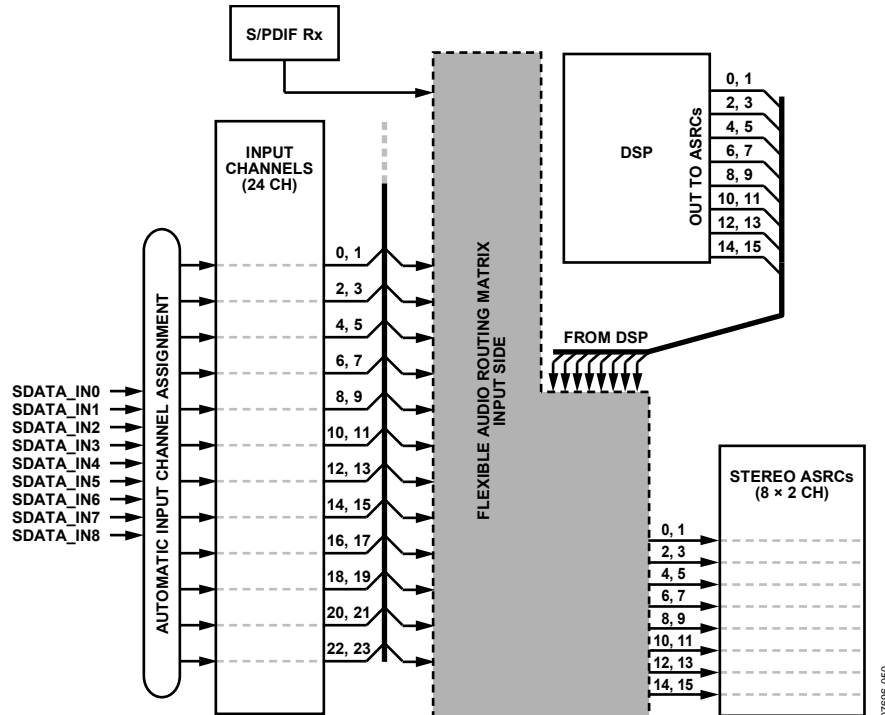 S/PDIF Rx
INPUT
CHANNELS
(24 CH)
DSP
OUT TO ASRCs
0, 1
2, 3
4, 5
6, 7
8, 9
10, 11
12, 13
14, 15
FROM DSP
SDATA_IN0
SDATA_IN1
SDATA_IN2
SDATA_IN3
SDATA_IN4
SDATA_IN5
SDATA_IN6
SDATA_IN7
SDATA_IN8
AUTOMATIC INPUT CHANNEL ASSIGNMENT
0, 1
2, 3
4, 5
6, 7
8, 9
10, 11
12, 13
14, 15
16, 17
18, 19
20, 21
22, 23
FLEXIBLE AUDIO ROUTING MATRIX
INPUT SIDE
0, 1
2, 3
4, 5
6, 7
8, 9
10, 11
12, 13
14, 15
STEREO ASRCs
(8 × 2 CH)
07696-059